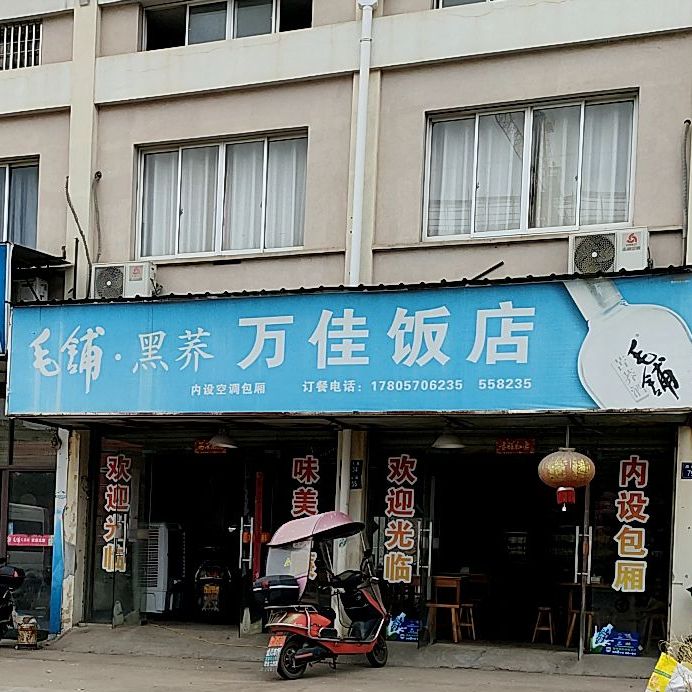 毛铺·黑荞 万佳饭店
内设空调包厢 订餐电话：17805706235 558235
毛铺
欢迎光临
味美
欢迎光临
内设包厢